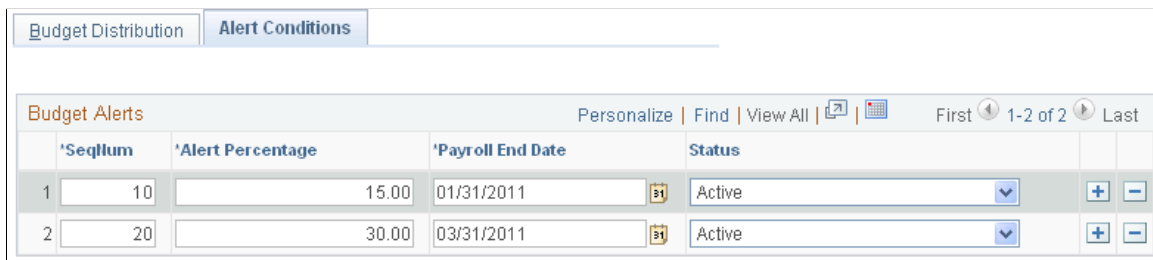 Budget Distribution Alert Conditions
Budget Alerts Personalize | Find | View All | | First 1-2 of 2 Last
*SeqNum *Alert Percentage *Payroll End Date Status
1 10 15.00 01/31/2011 31 Active + -
2 20 30.00 03/31/2011 31 Active + -